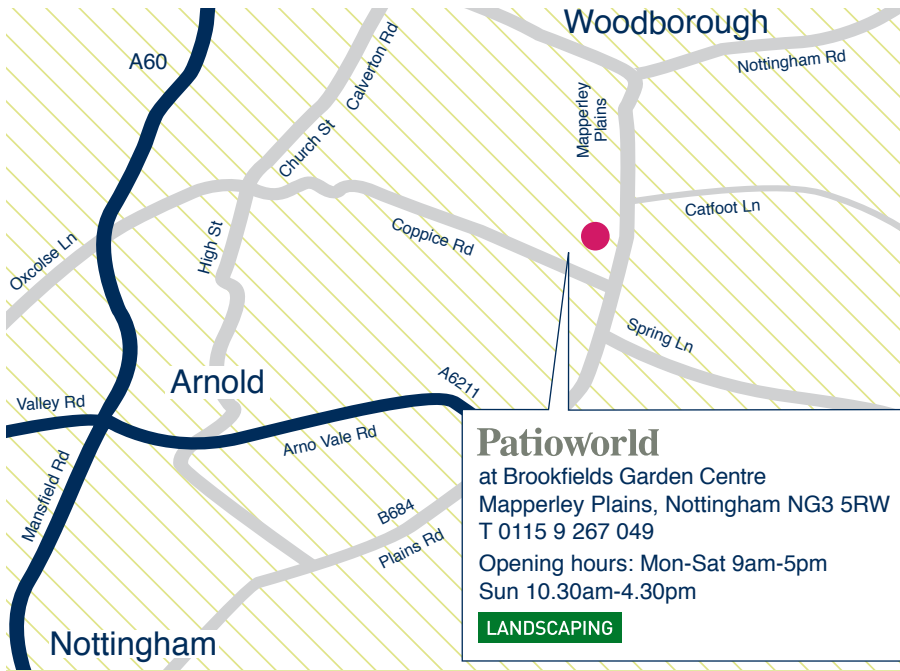 Woodborough
A60
Nottingham Rd
Calverton Rd
Mapperley
Plains
Church St
Catfoot Ln
Coppice Rd
High St
Oxcolse Ln
Spring Ln
Arnold
A6211
Valley Rd
Arno Vale Rd
Mansfield Rd
B684
Plains Rd
Nottingham
Patioworld
at Brookfields Garden Centre
Mapperley Plains, Nottingham NG3 5RW
T 0115 9 267 049
Opening hours: Mon-Sat 9am-5pm
Sun 10.30am-4.30pm
LANDSCAPING